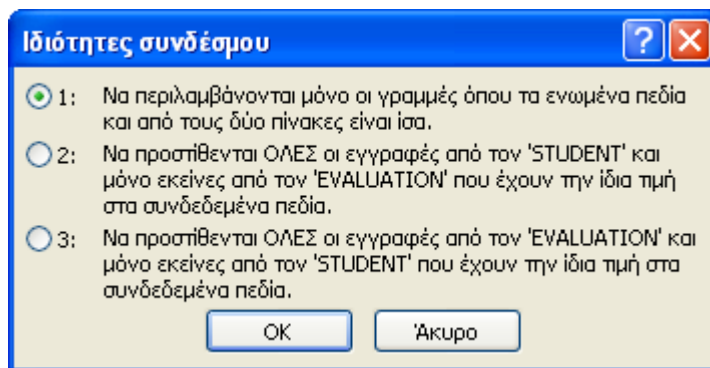 Ιδιότητες συνδέσμου
1: Να περιλαμβάνονται μόνο οι γραμμές όπου τα ενωμένα πεδία
και από τους δύο πίνακες είναι ίσα.
2: Να προστίθενται ΟΛΕΣ οι εγγραφές από τον 'STUDENT' και
μόνο εκείνες από τον 'EVALUATION' που έχουν την ίδια τιμή
στα συνδεδεμένα πεδία.
3: Να προστίθενται ΟΛΕΣ οι εγγραφές από τον 'EVALUATION' και
μόνο εκείνες από τον 'STUDENT' που έχουν την ίδια τιμή στα
συνδεδεμένα πεδία.
OK Άκυρο